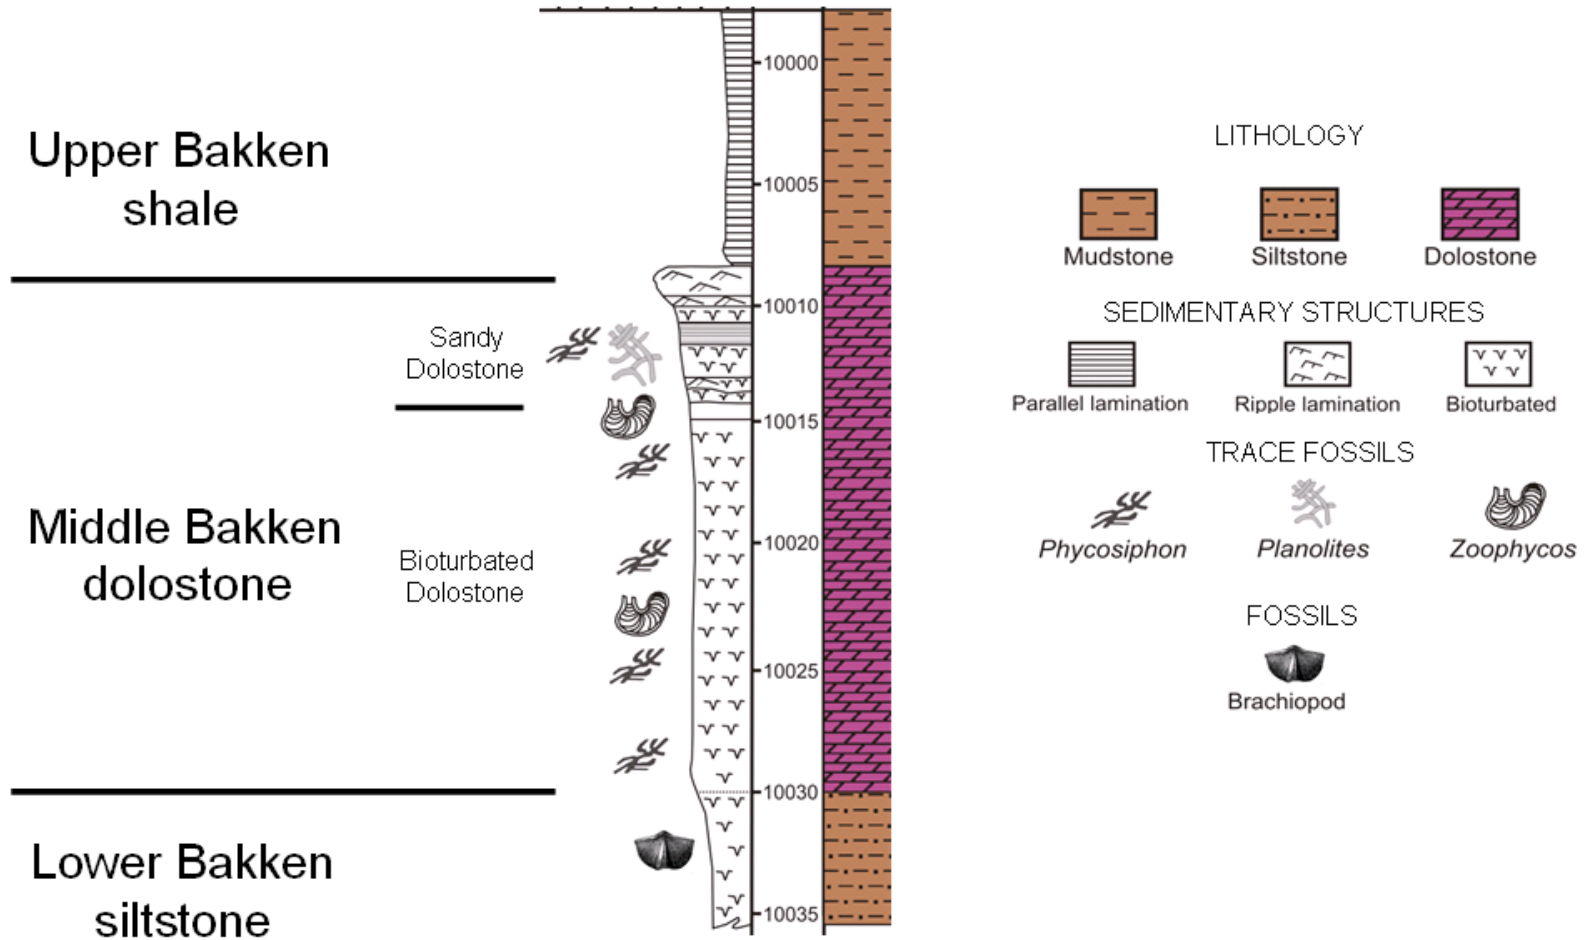 Upper Bakken
shale
Sandy
Dolostone
Middle Bakken
dolostone
Bioturbated
Dolostone
Lower Bakken
siltstone
10000
10005
10010
10015
10020
10025
10030
10035
LITHOLOGY
Mudstone
Siltstone
Dolostone
SEDIMENTARY STRUCTURES
Parallel lamination
Ripple lamination
Bioturbated
TRACE FOSSILS
Phycosiphon
Planolites
Zoophycos
FOSSILS
Brachiopod